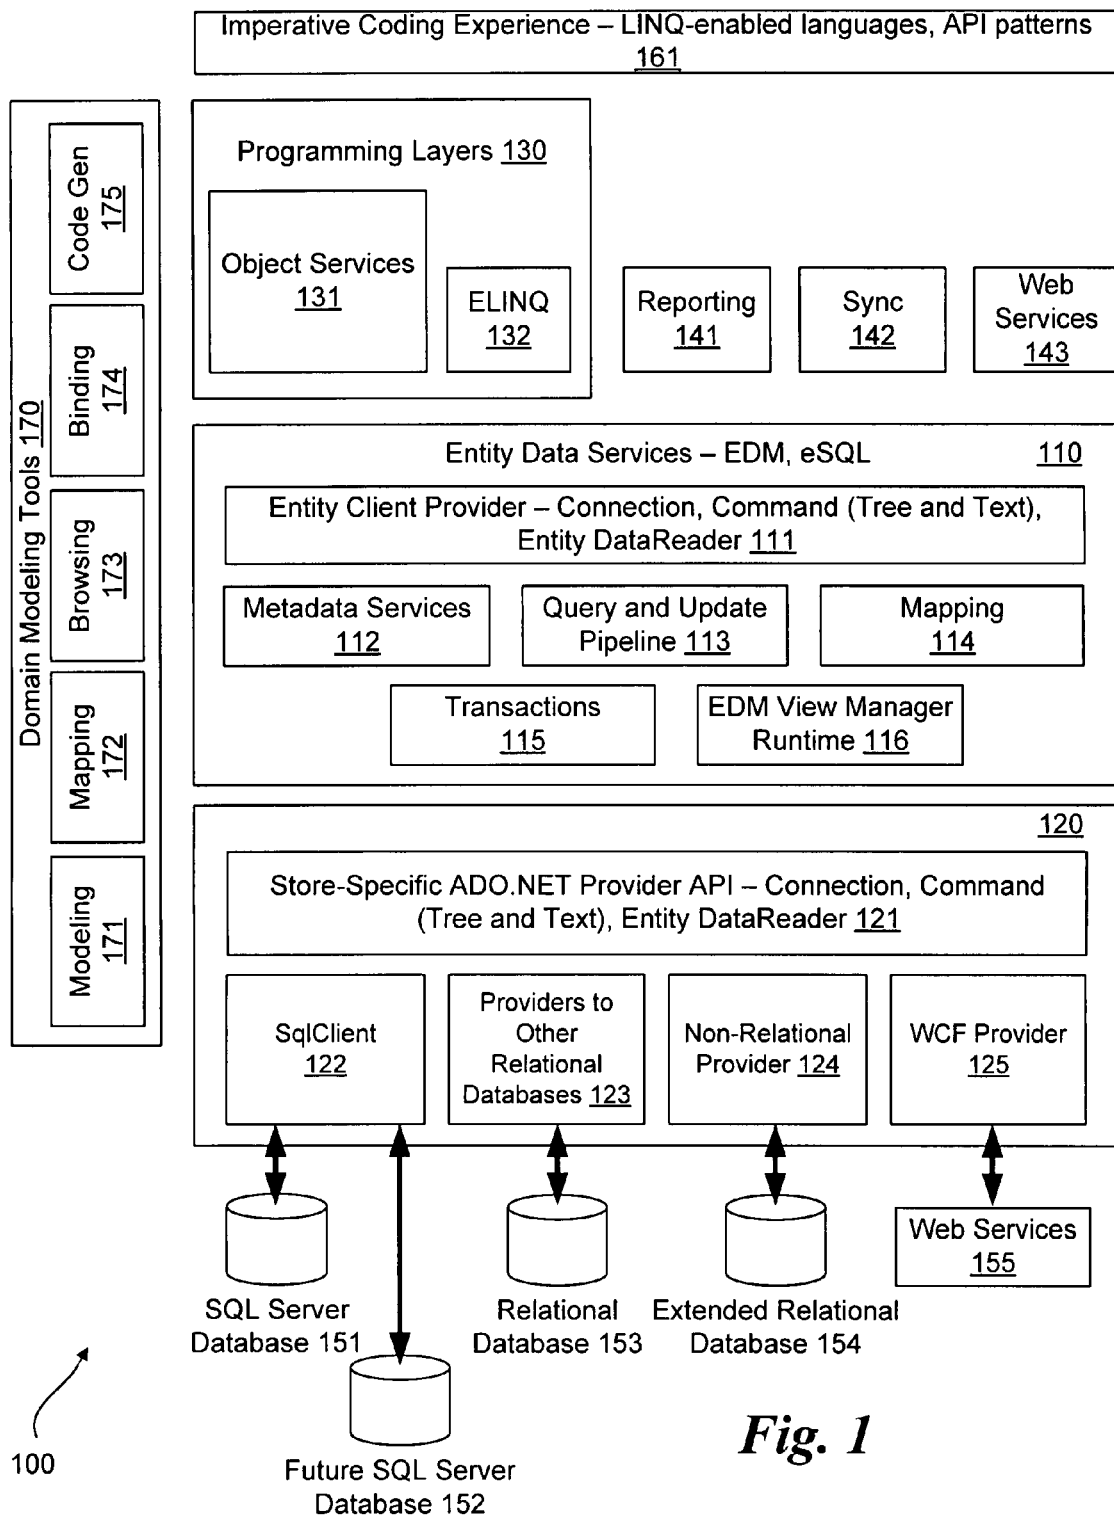 Imperative Coding Experience – LINQ-enabled languages, API patterns
161
Domain Modeling Tools 170
Code Gen
175
Binding
174
Browsing
173
Mapping
172
Modeling
171
Programming Layers 130
Object Services
131
ELINQ
132
Reporting
141
Sync
142
Web
Services
143
Entity Data Services – EDM, eSQL
110
Entity Client Provider – Connection, Command (Tree and Text),
Entity DataReader 111
Metadata Services
112
Query and Update
Pipeline 113
Mapping
114
Transactions
115
EDM View Manager
Runtime 116
120
Store-Specific ADO.NET Provider API – Connection, Command
(Tree and Text), Entity DataReader 121
SqlClient
122
Providers to
Other
Relational
Databases 123
Non-Relational
Provider 124
WCF Provider
125
SQL Server
Database 151
Relational
Database 153
Extended Relational
Database 154
Web Services
155
Future SQL Server
Database 152
100
Fig. 1